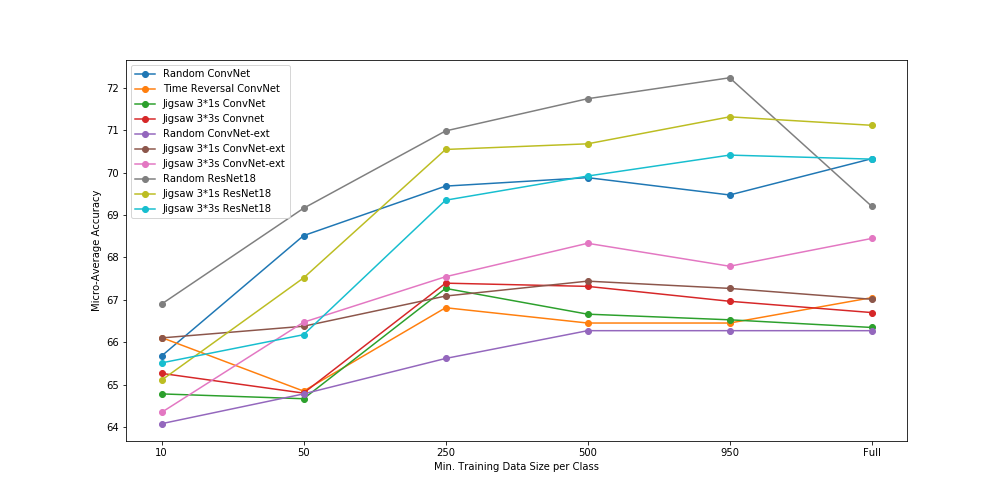 Random ConvNet
Time Reversal ConvNet
Jigsaw 3*1s ConvNet
Jigsaw 3*3s Convnet
Random ConvNet-ext
Jigsaw 3*1s ConvNet-ext
Jigsaw 3*3s ConvNet-ext
Random ResNet18
Jigsaw 3*1s ResNet18
Jigsaw 3*3s ResNet18
72
71
70
69
68
67
66
65
64
Micro-Average Accuracy
10 50 250 500 950 Full
Min. Training Data Size per Class